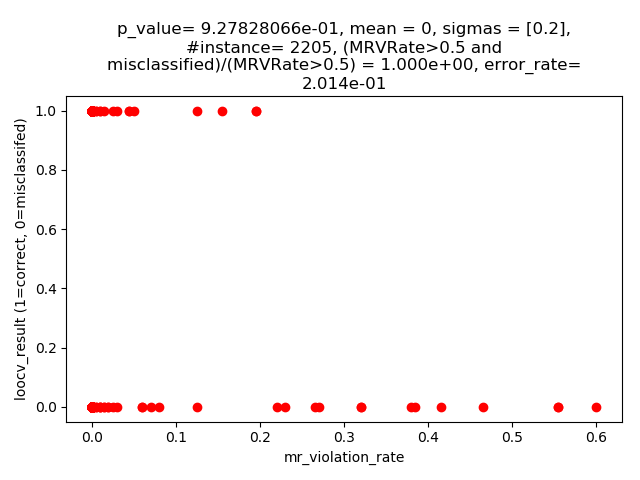 p_value= 9.27828066e-01, mean = 0, sigmas = [0.2],
#instance= 2205, (MRVRate>0.5 and
misclassified)/(MRVRate>0.5) = 1.000e+00, error_rate=
2.014e-01
loocv_result (1=correct, 0=misclassifed)
1.0
0.8
0.6
0.4
0.2
0.0
0.0 0.1 0.2 0.3 0.4 0.5 0.6
mr_violation_rate